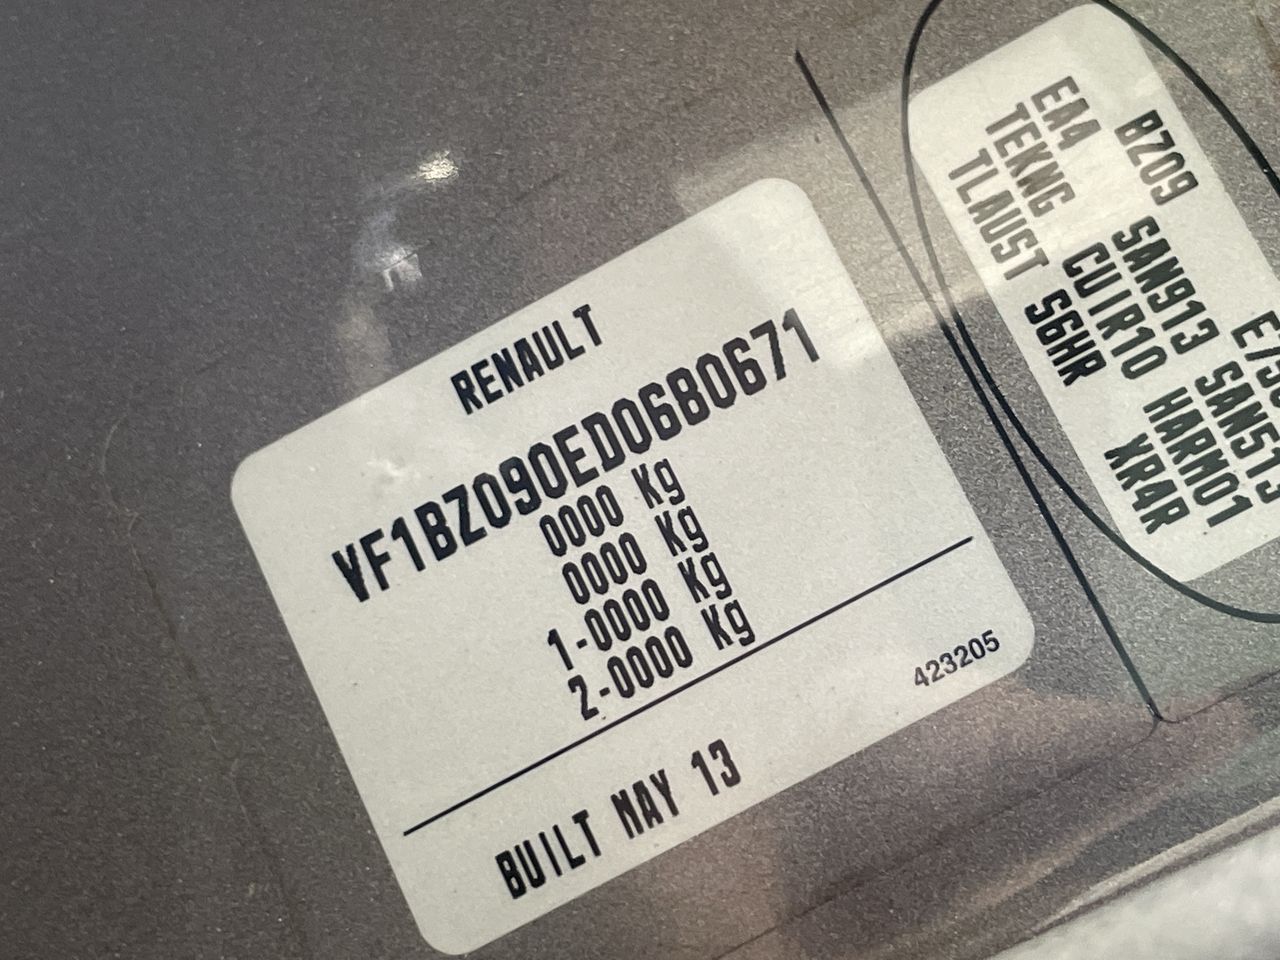 RENAULT
VF1BZ090ED0680671
0000 Kg
0000 Kg
1-0000 Kg
2-0000 Kg
423205
BUILT MAY 13
BZ09
EA4 SAN913 SAN513
TEKNG CUIR10 HARM01
TLAUST S6HR XR4R